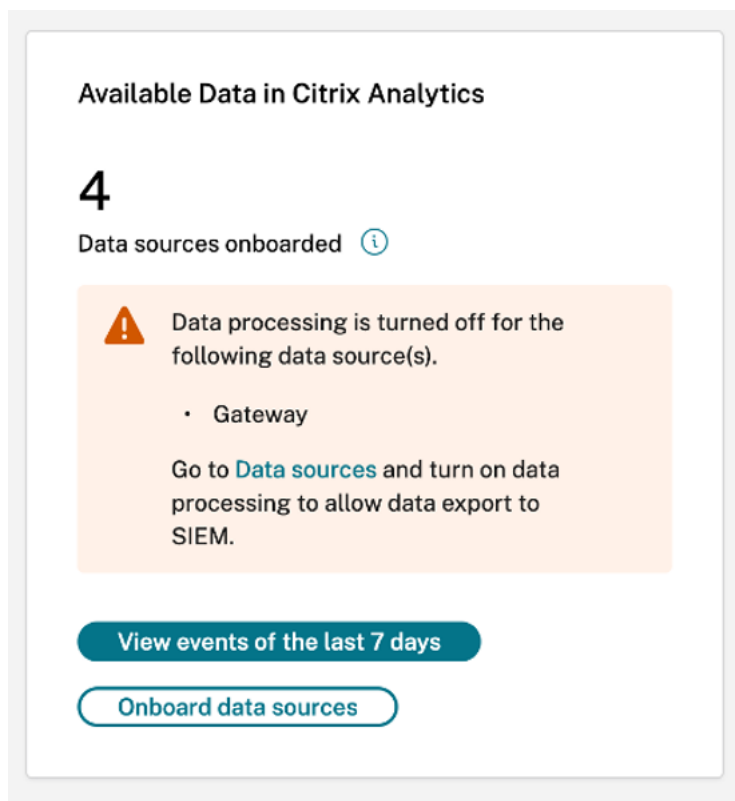 Available Data in Citrix Analytics
4
Data sources onboarded
Data processing is turned off for the
following data source(s).
• Gateway
Go to Data sources and turn on data
processing to allow data export to
SIEM.
View events of the last 7 days
Onboard data sources